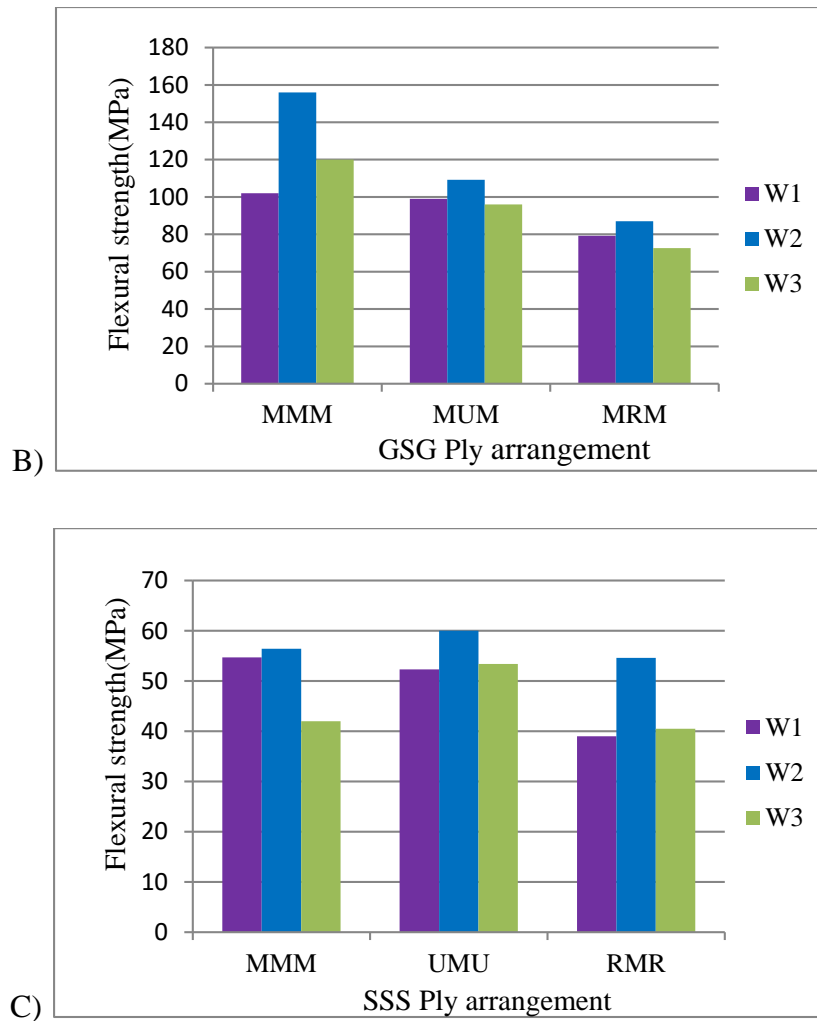 180
160
140
120
100
80
60
40
20
0
Flexural strength(MPa)
MMM MUM MRM
GSG Ply arrangement
W1
W2
W3
B)
70
60
50
40
30
20
10
0
Flexural strength(MPa)
MMM UMU RMR
SSS Ply arrangement
W1
W2
W3
C)